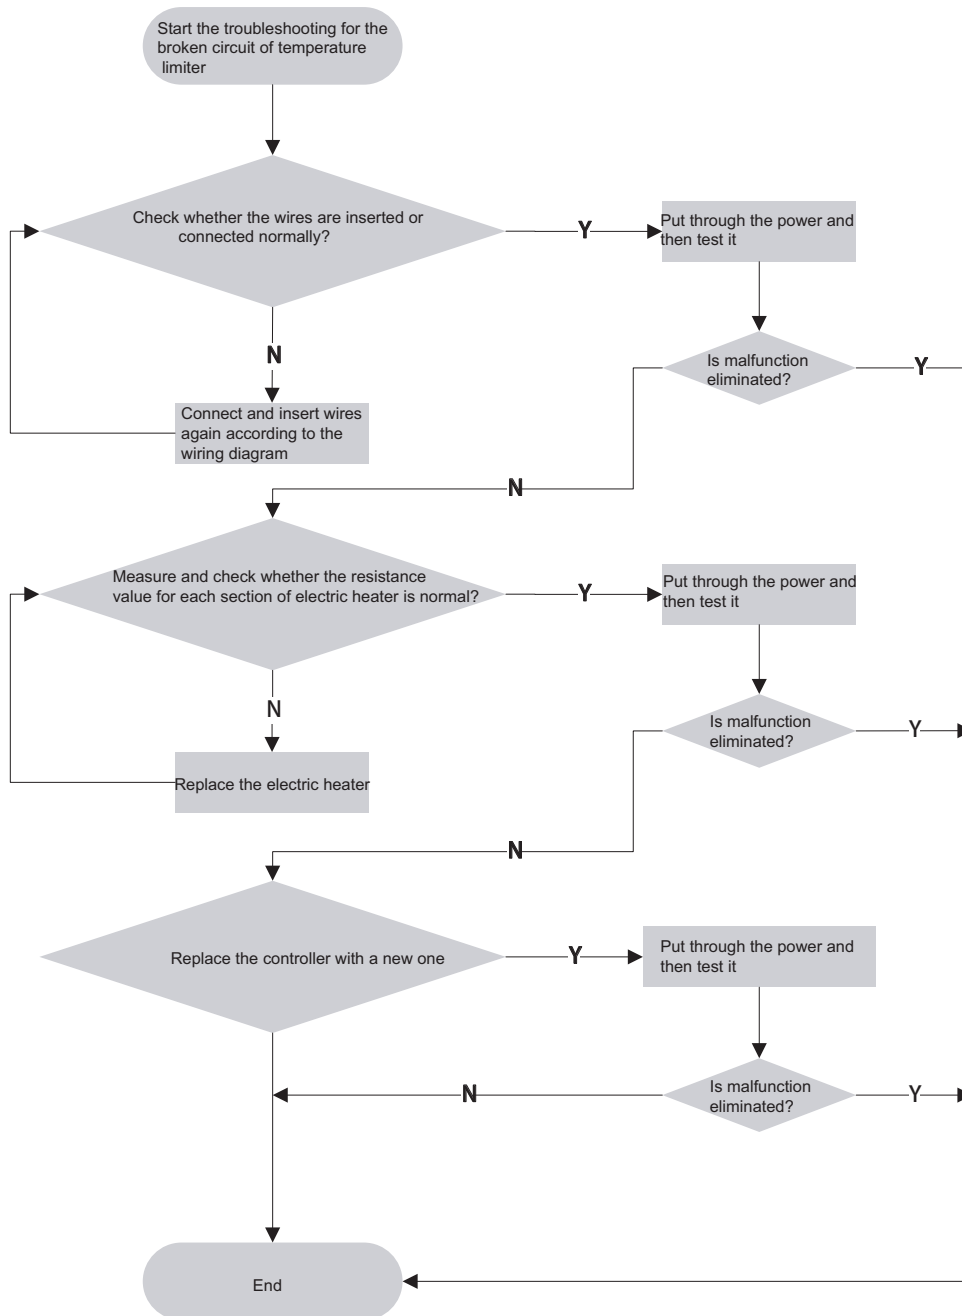 Start the troubleshooting for the
broken circuit of temperature
limiter
Check whether the wires are inserted or
connected normally?
Y
Put through the power and
then test it
N
Is malfunction
eliminated?
Y
Connect and insert wires
again according to the
wiring diagram
N
Measure and check whether the resistance
value for each section of electric heater is normal?
Y
Put through the power and
then test it
N
Is malfunction
eliminated?
Y
Replace the electric heater
N
Replace the controller with a new one
Y
Put through the power and
then test it
N
Is malfunction
eliminated?
Y
End